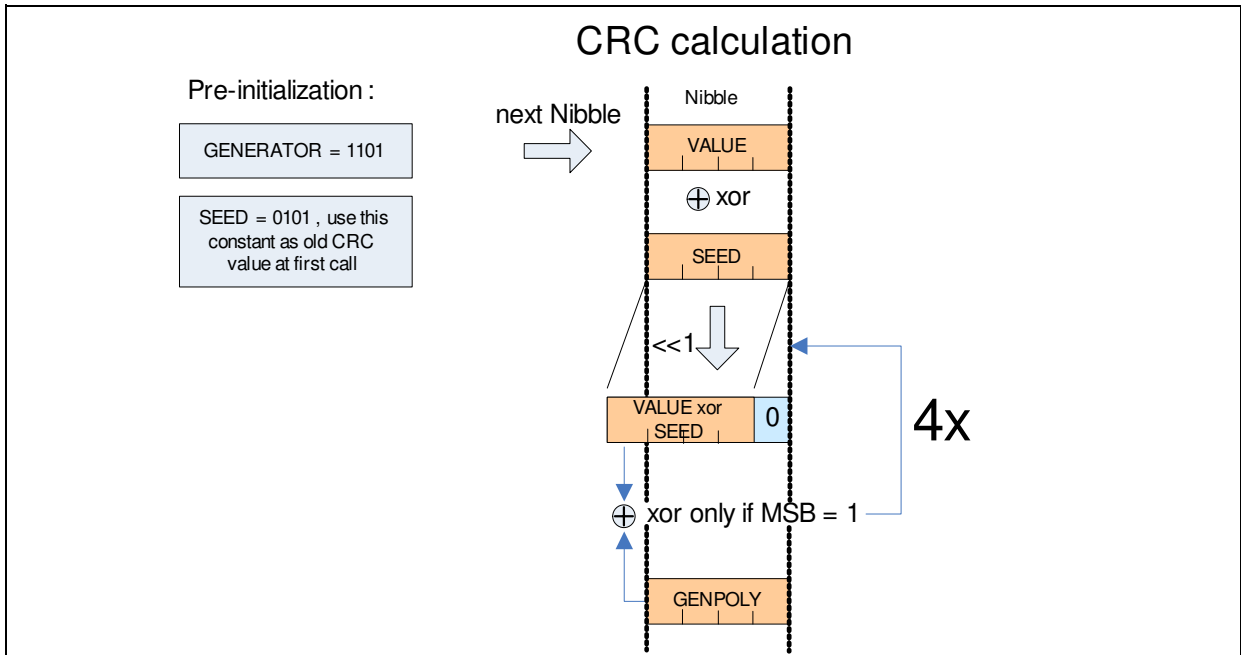 CRC calculation
Pre-initialization :
GENERATOR = 1101
SEED = 0101 , use this
constant as old CRC
value at first call
next Nibble
Nibble
VALUE
xor
SEED
<<1
VALUE xor
SEED
0
4x
xor only if MSB = 1
GENPOLY